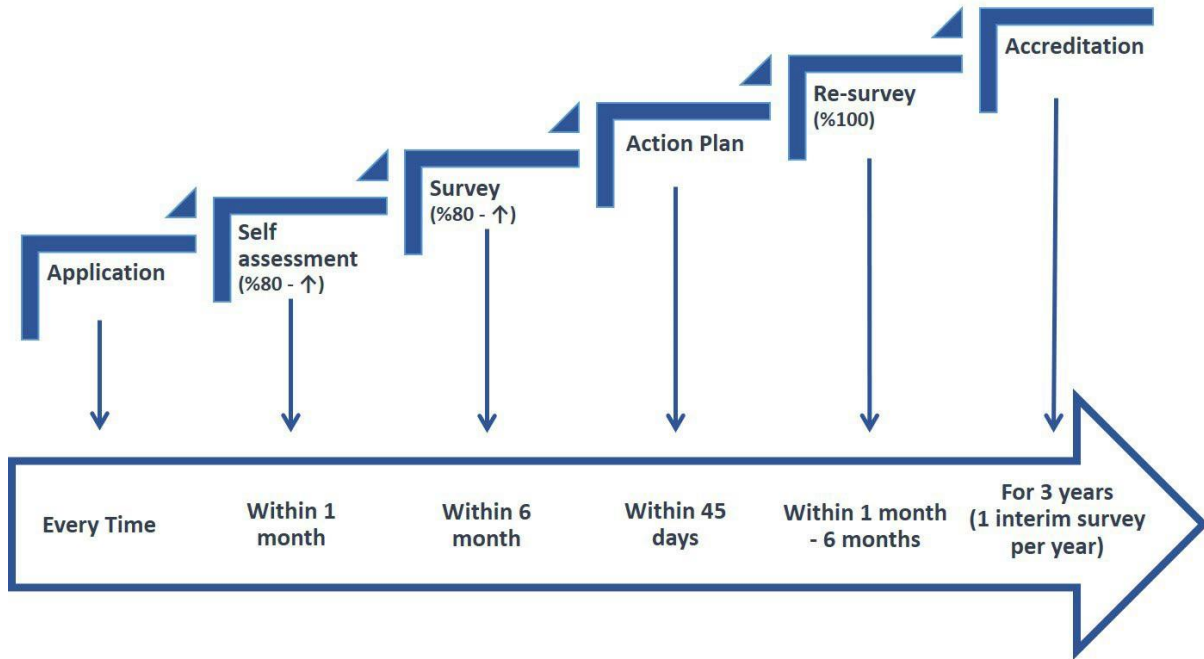 Application
Self
assessment
(%80 - ↑)
Survey
(%80 - ↑)
Action Plan
Re-survey
(%100)
Accreditation
Every Time
Within 1
month
Within 6
month
Within 45
days
Within 1 month
- 6 months
For 3 years
(1 interim survey
per year)